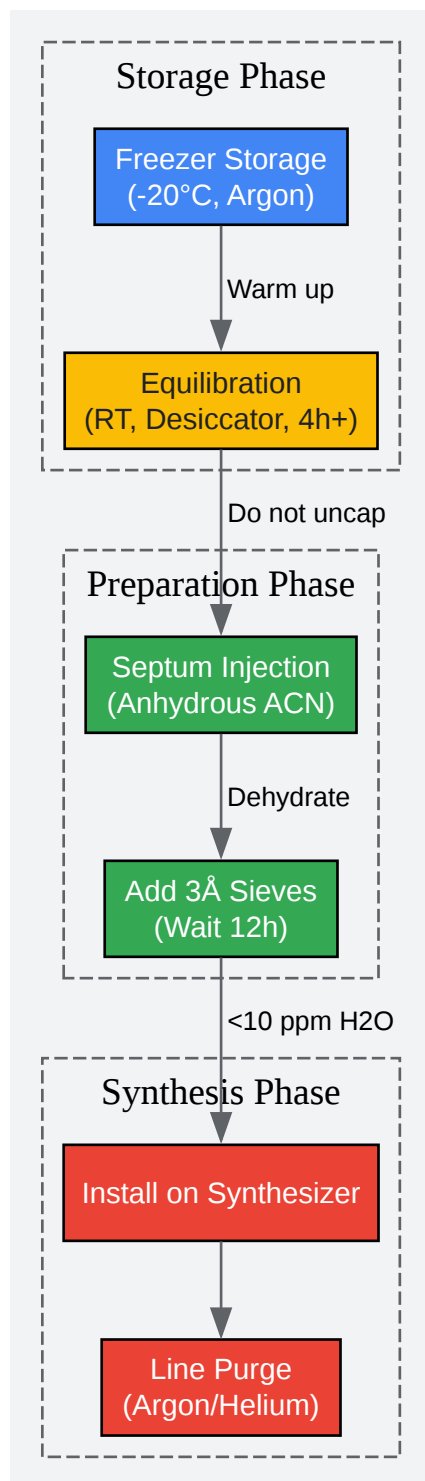 Storage Phase
Freezer Storage
(-20°C, Argon)
Warm up
Equilibration
(RT, Desiccator, 4h+)
Do not uncap
Preparation Phase
Septum Injection
(Anhydrous ACN)
Dehydrate
Add 3Å Sieves
(Wait 12h)
<10 ppm H2O
Synthesis Phase
Install on Synthesizer
Line Purge
(Argon/Helium)